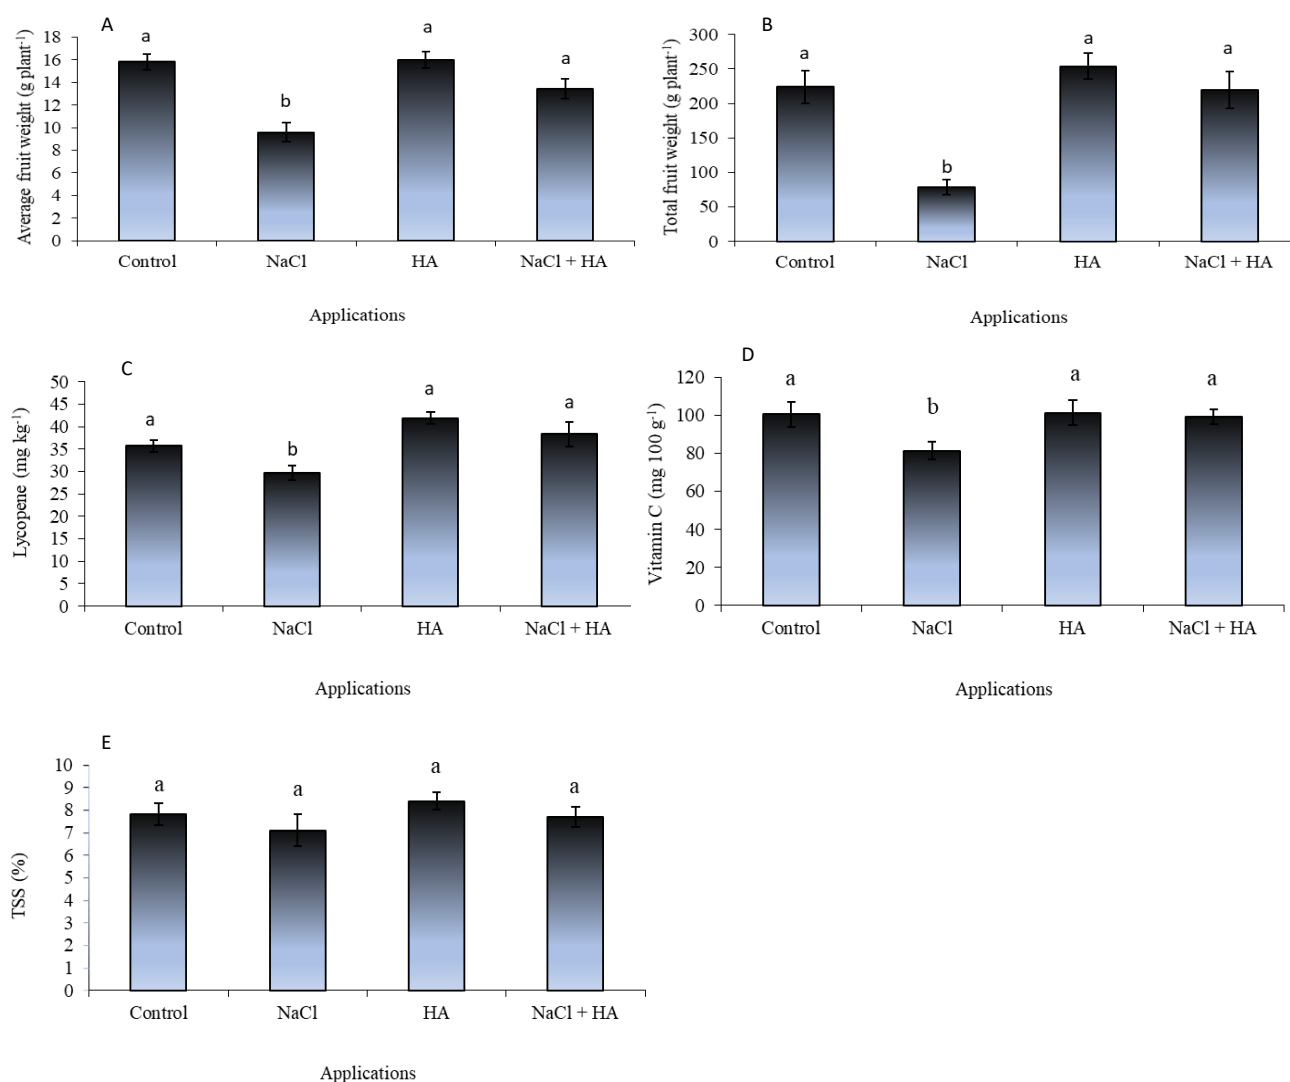 A
Average fruit weight (g plant⁻¹)
18
16
14
12
10
8
6
4
2
0
a
b
a
a
Control NaCl HA NaCl + HA
Applications
B
Total fruit weight (g plant⁻¹)
300
250
200
150
100
50
0
a
b
a
a
Control NaCl HA NaCl + HA
Applications
C
Lycopene (mg kg⁻¹)
50
45
40
35
30
25
20
15
10
5
0
a
b
a
a
Control NaCl HA NaCl + HA
Applications
D
Vitamin C (mg 100 g⁻¹)
120
100
80
60
40
20
0
a
b
a
a
Control NaCl HA NaCl + HA
Applications
E
TSS (%)
10
9
8
7
6
5
4
3
2
1
0
a
a
a
a
Control NaCl HA NaCl + HA
Applications